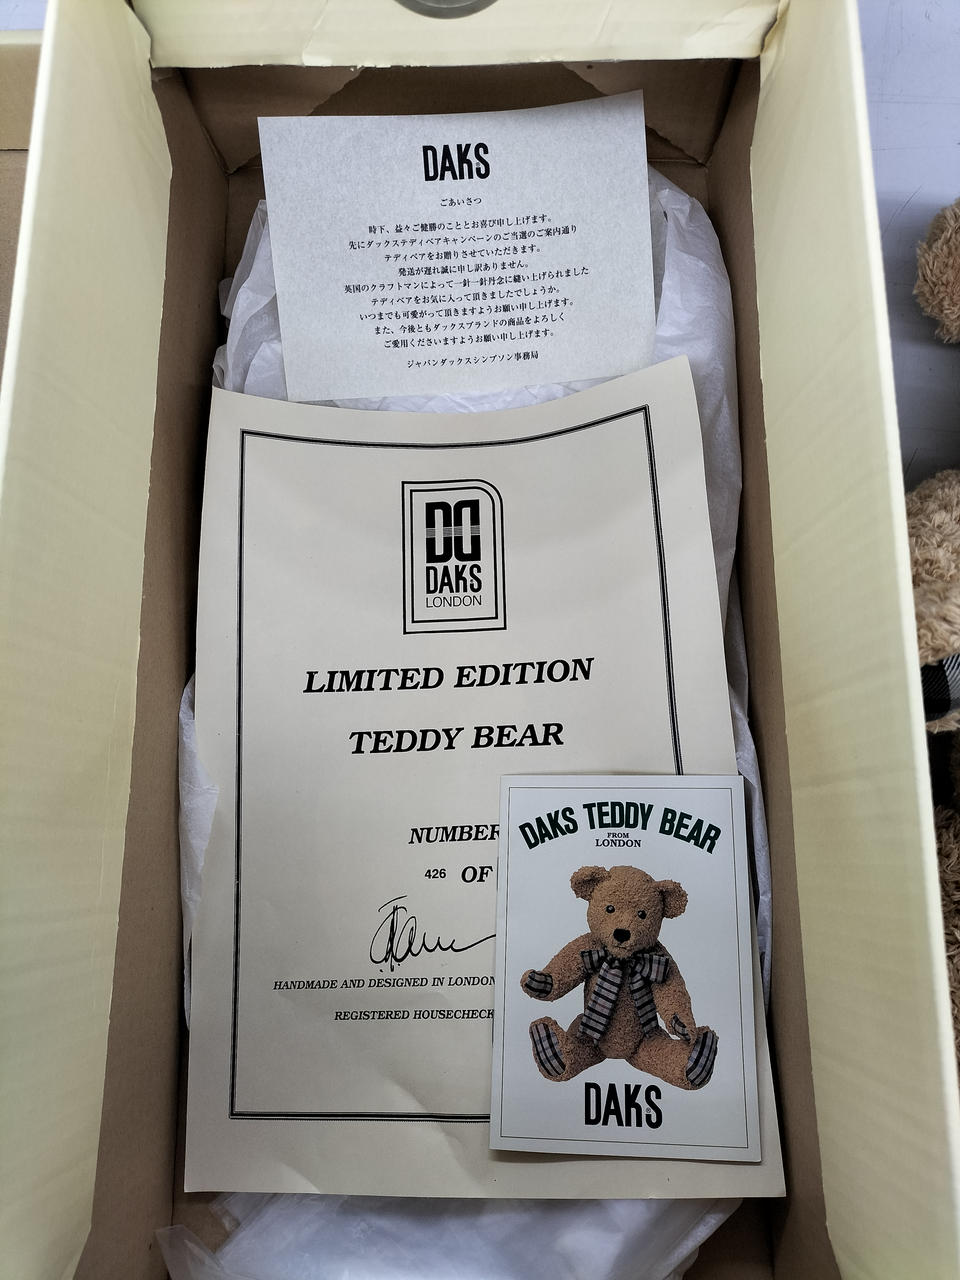 DAKS
ごあいさつ
時下、益々ご健勝のこととお喜び申し上げます。
先にダックステディベアキャンペーンのご当選のご案内通り
テディベアをお贈りさせていただきます。
発送が遅れ誠に申し訳ありません。
英国のクラフトマンによって一針一針丹念に縫い上げられました
テディベアをお気に入って頂きましたでしょうか。
いつまでも可愛がって頂きますようお願い申し上げます。
また、今後ともダックスブランドの商品をよろしく
ご愛用くださいますようお願い申し上げます。
ジャパンダックスシンプソン事務局
DD
DAKS
LONDON
LIMITED EDITION
TEDDY BEAR
NUMBER
426 OF
HANDMADE AND DESIGNED IN LONDON
REGISTERED HOUSECHECK
DAKS TEDDY BEAR
FROM
LONDON
DAKS